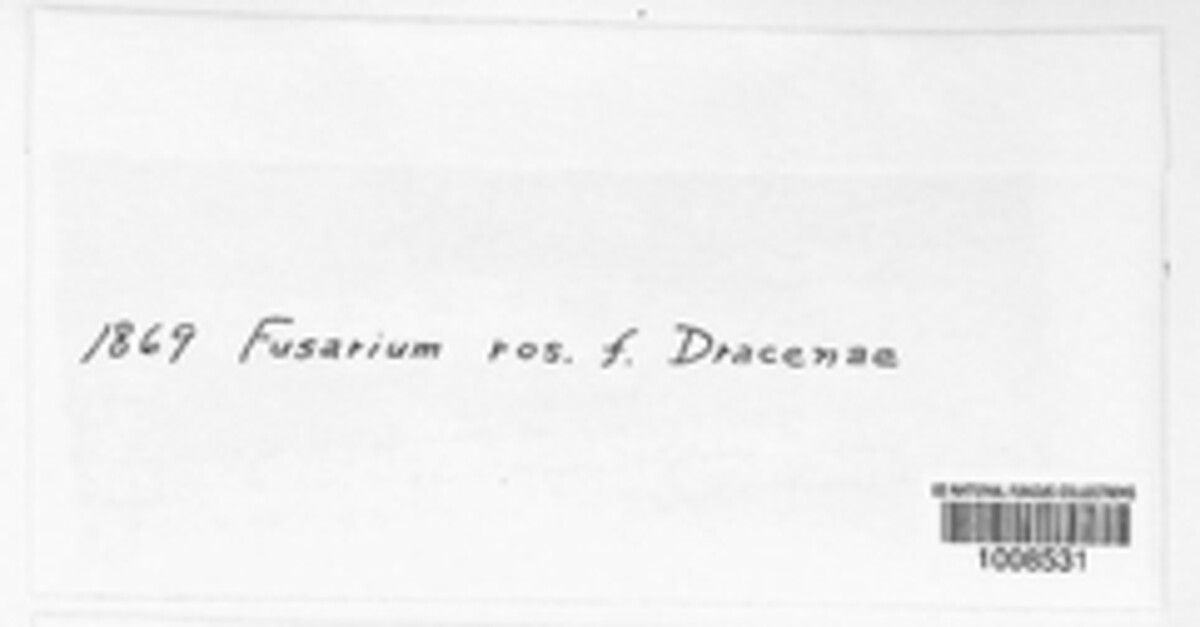 1869 Fusarium ros. f. Dracenae
US NATIONAL FUNGUS COLLECTIONS
1008531